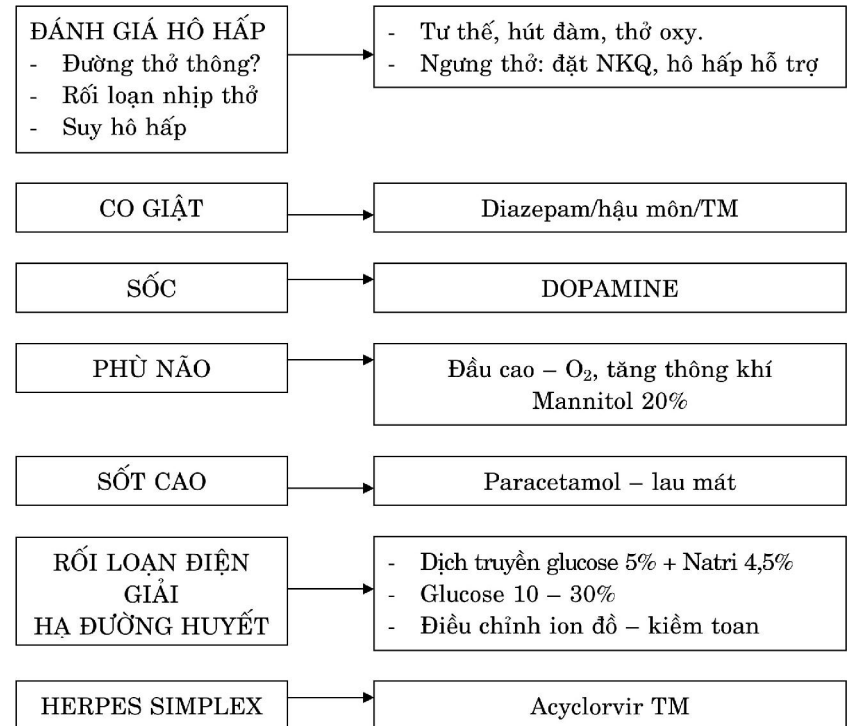 ĐÁNH GIÁ HÔ HẤP
- Đường thở thông?
- Rối loạn nhịp thở
- Suy hô hấp
- Tư thế, hút đàm, thở oxy.
- Ngưng thở: đặt NKQ, hô hấp hỗ trợ
CO GIẬT
Diazepam/hậu môn/TM
SỐC
DOPAMINE
PHÙ NÃO
Đầu cao – O₂, tăng thông khí
Mannitol 20%
SỐT CAO
Paracetamol – lau mát
RỐI LOẠN ĐIỆN
GIẢI
HẠ ĐƯỜNG HUYẾT
- Dịch truyền glucose 5% + Natri 4,5%
- Glucose 10 – 30%
- Điều chỉnh ion đồ – kiềm toan
HERPES SIMPLEX
Acyclorvir TM